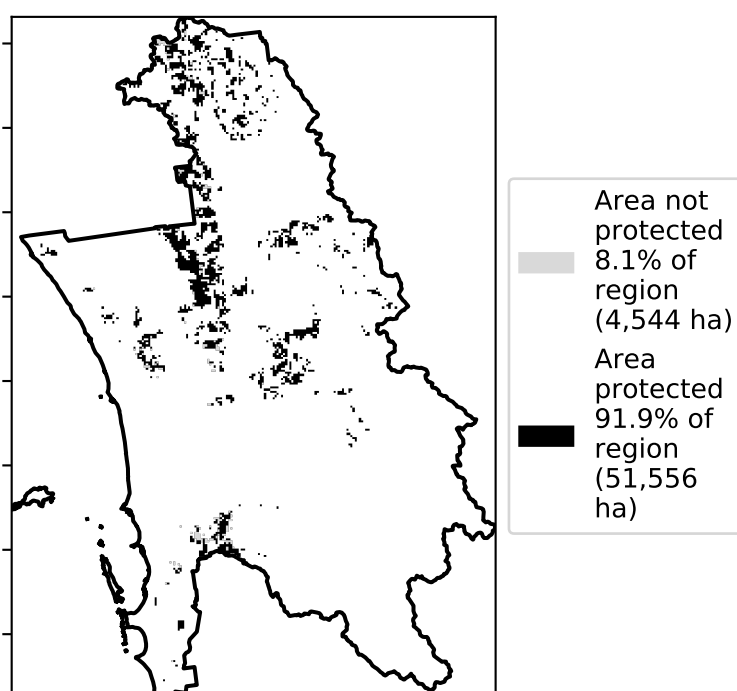 Area not
protected
8.1% of
region
(4,544 ha)
Area
protected
91.9% of
region
(51,556
ha)